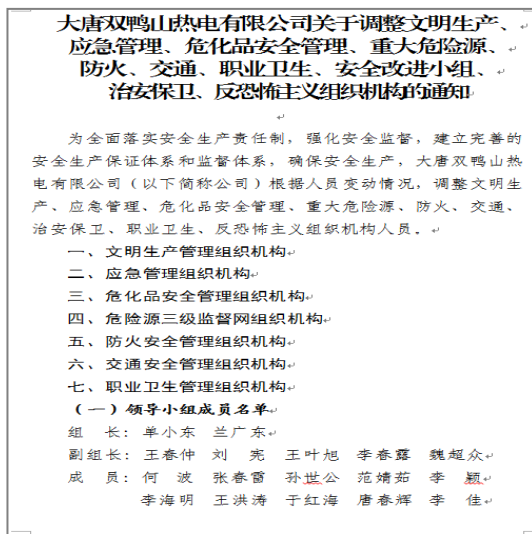 大唐双鸭山热电有限公司关于调整文明生产、
应急管理、危化品安全管理、重大危险源、
防火、交通、职业卫生、安全改进小组、
治安保卫、反恐怖主义组织机构的通知
为全面落实安全生产责任制，强化安全监督，建立完善的
安全生产保证体系和监督体系，确保安全生产，大唐双鸭山热
电有限公司（以下简称公司）根据人员变动情况，调整文明生
产、应急管理、危化品安全管理、重大危险源、防火、交通、
治安保卫、职业卫生、反恐怖主义组织机构人员。
一、文明生产管理组织机构
二、应急管理组织机构
三、危化品安全管理组织机构
四、危险源三级监督网组织机构
五、防火安全管理组织机构
六、交通安全管理组织机构
七、职业卫生管理组织机构
（一）领导小组成员名单
组 长：单小东 兰广东
副组长：王春仲 刘 宪 王叶旭 李春露 魏超众
成 员：何 波 张春雷 孙世公 范婧茹 李 颖
李海明 王洪涛 于红海 唐春辉 李 佳